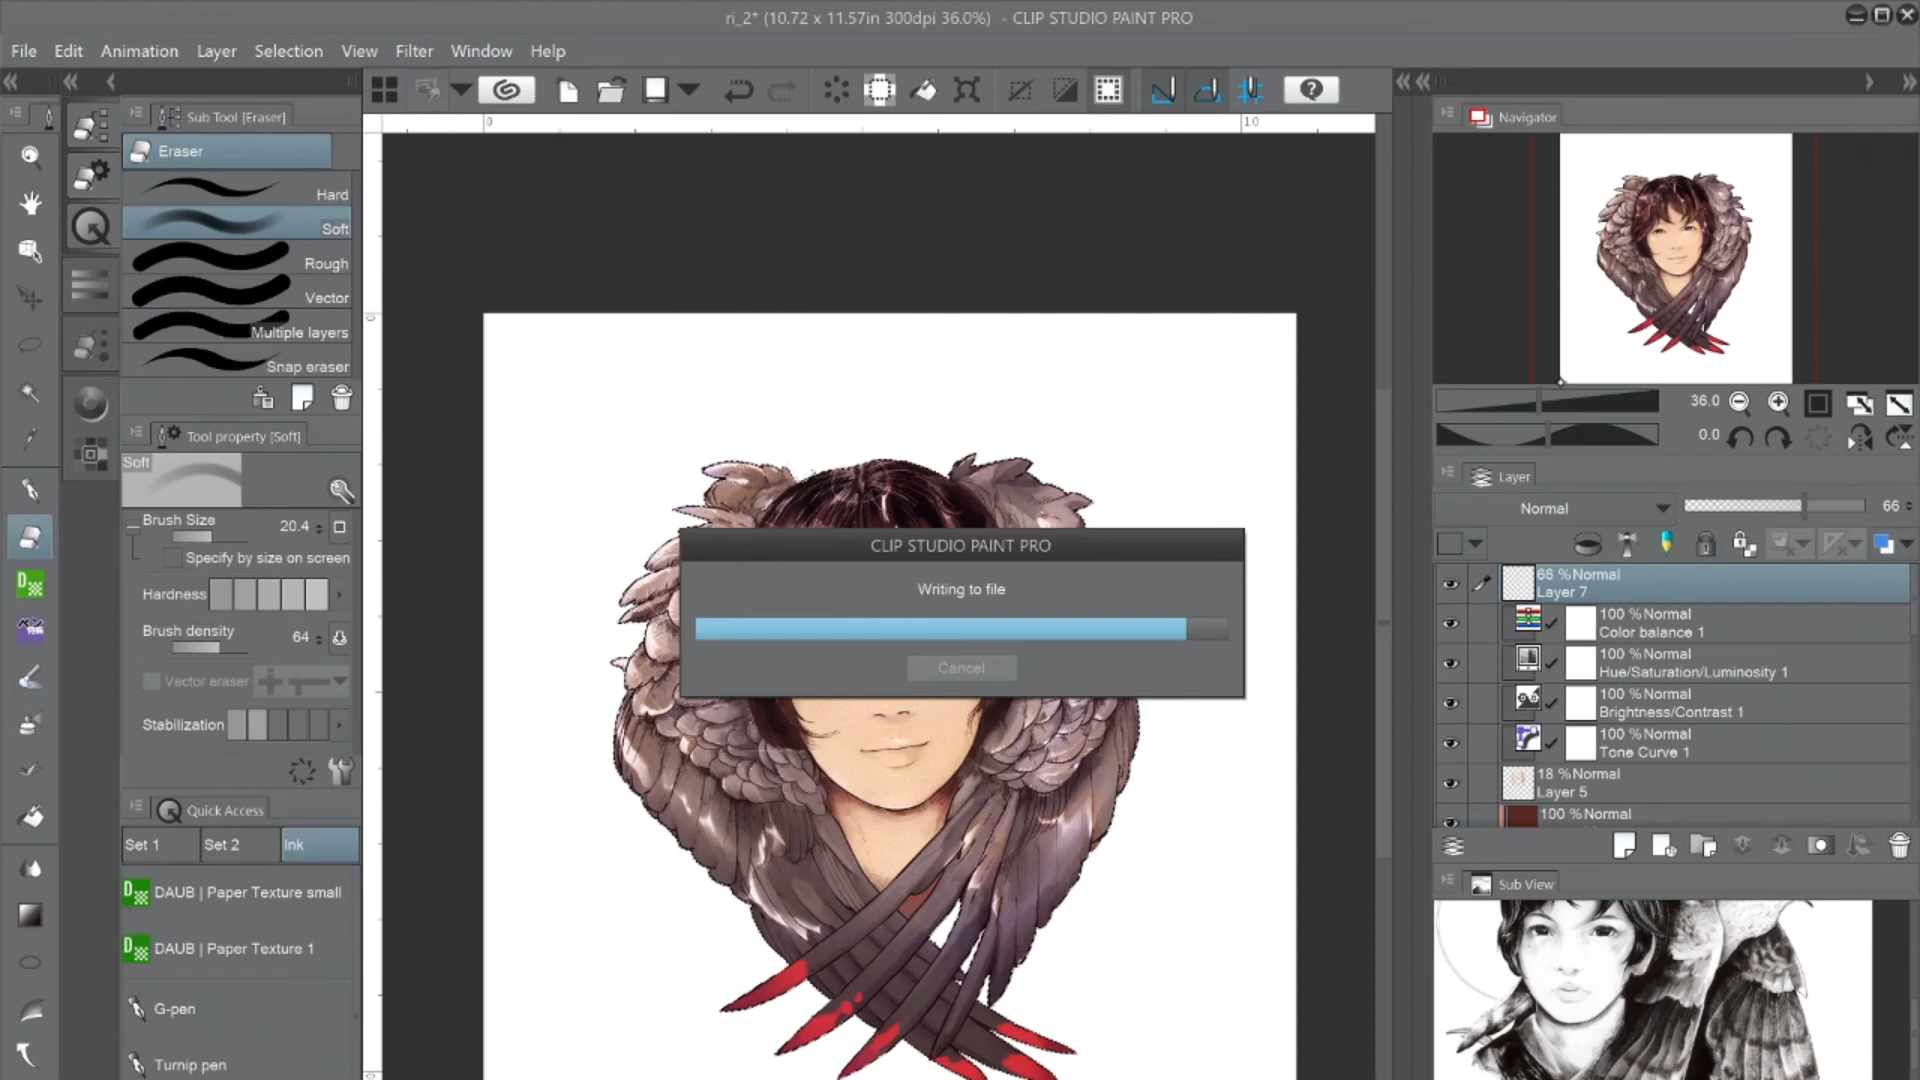 ri_2* (10.72 x 11.57in 300dpi 36.0%) - CLIP STUDIO PAINT PRO
File Edit Animation Layer Selection View Filter Window Help
Sub Tool [Eraser]
Eraser
Hard
Soft
Rough
Vector
Multiple layers
Snap eraser
Tool property [Soft]
Soft
Brush Size 20.4
Specify by size on screen
Hardness
Brush density 64
Vector eraser
Stabilization
Quick Access
Set 1 Set 2 Ink
DAUB | Paper Texture small
DAUB | Paper Texture 1
G-pen
Turnip pen
0 10
0
CLIP STUDIO PAINT PRO
Writing to file
Cancel
Navigator
36.0
0.0
Layer
Normal 66
66 %Normal
Layer 7
100 %Normal
Color balance 1
100 %Normal
Hue/Saturation/Luminosity 1
100 %Normal
Brightness/Contrast 1
100 %Normal
Tone Curve 1
18 %Normal
Layer 5
100 %Normal
Sub View